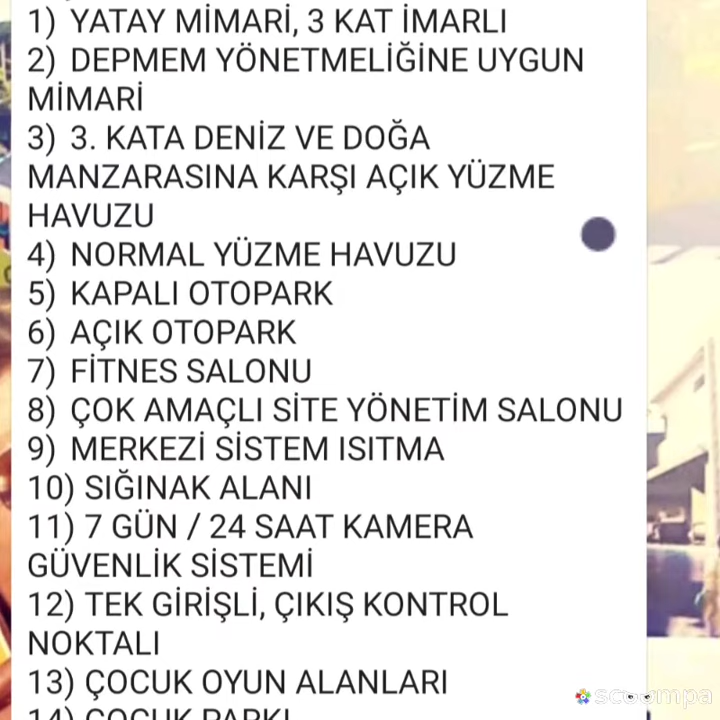 1) YATAY MİMARİ, 3 KAT İMARLI
2) DEPMEM YÖNETMELİĞİNE UYGUN
MİMARİ
3) 3. KATA DENİZ VE DOĞA
MANZARASINA KARŞI AÇIK YÜZME
HAVUZU
4) NORMAL YÜZME HAVUZU
5) KAPALI OTOPARK
6) AÇIK OTOPARK
7) FİTNES SALONU
8) ÇOK AMAÇLI SİTE YÖNETİM SALONU
9) MERKEZİ SİSTEM ISITMA
10) SIĞINAK ALANI
11) 7 GÜN / 24 SAAT KAMERA
GÜVENLİK SİSTEMİ
12) TEK GİRİŞLİ, ÇIKIŞ KONTROL
NOKTALI
13) ÇOCUK OYUN ALANLARI
14) ÇOCUK PARKI
scoompa